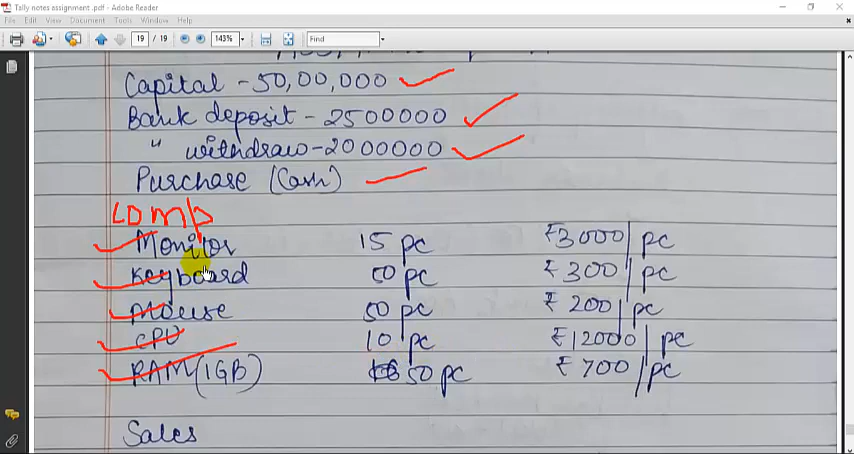 Tally notes assignment .pdf - Adobe Reader
File Edit View Document Tools Window Help
19 / 19 143% Find
Capital - 50,00,000
Bank deposit - 2500000
" withdraw - 2000000
Purchase (Cash)
COMP
Monitor 15 pc ₹3000/pc
Keyboard 50 pc ₹300/pc
Mouse 50 pc ₹200/pc
CPU 10 pc ₹12000/pc
RAM (1GB) 50 pc ₹700/pc
Sales